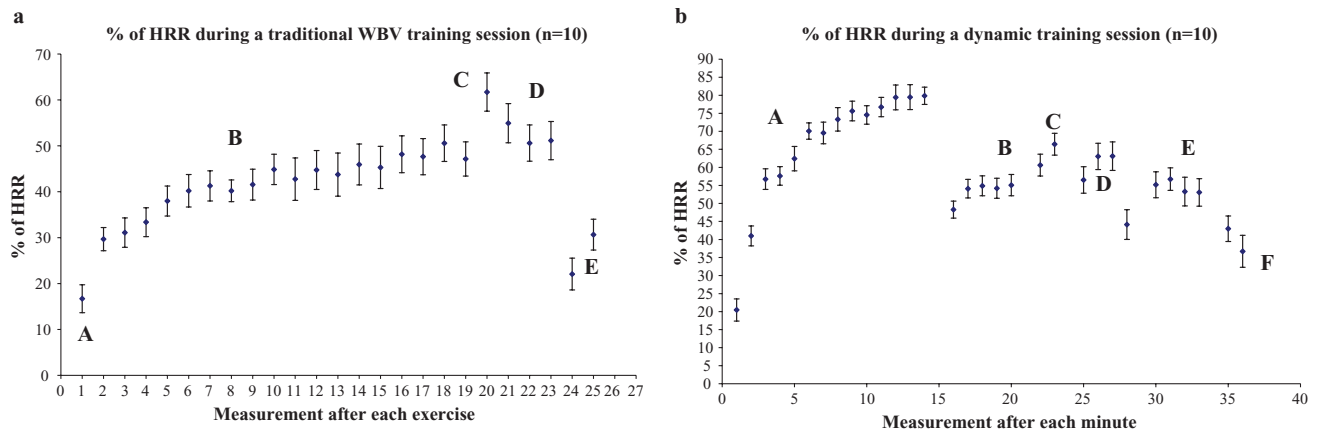 a
% of HRR during a traditional WBV training session (n=10)
% of HRR
70
60
50
40
30
20
10
0
A
B
C
D
E
0 1 2 3 4 5 6 7 8 9 10 11 12 13 14 15 16 17 18 19 20 21 22 23 24 25 26 27
Measurement after each exercise
b
% of HRR during a dynamic training session (n=10)
% of HRR
90
85
80
75
70
65
60
55
50
45
40
35
30
25
20
15
10
5
0
A
B
C
D
E
F
0 5 10 15 20 25 30 35 40
Measurement after each minute